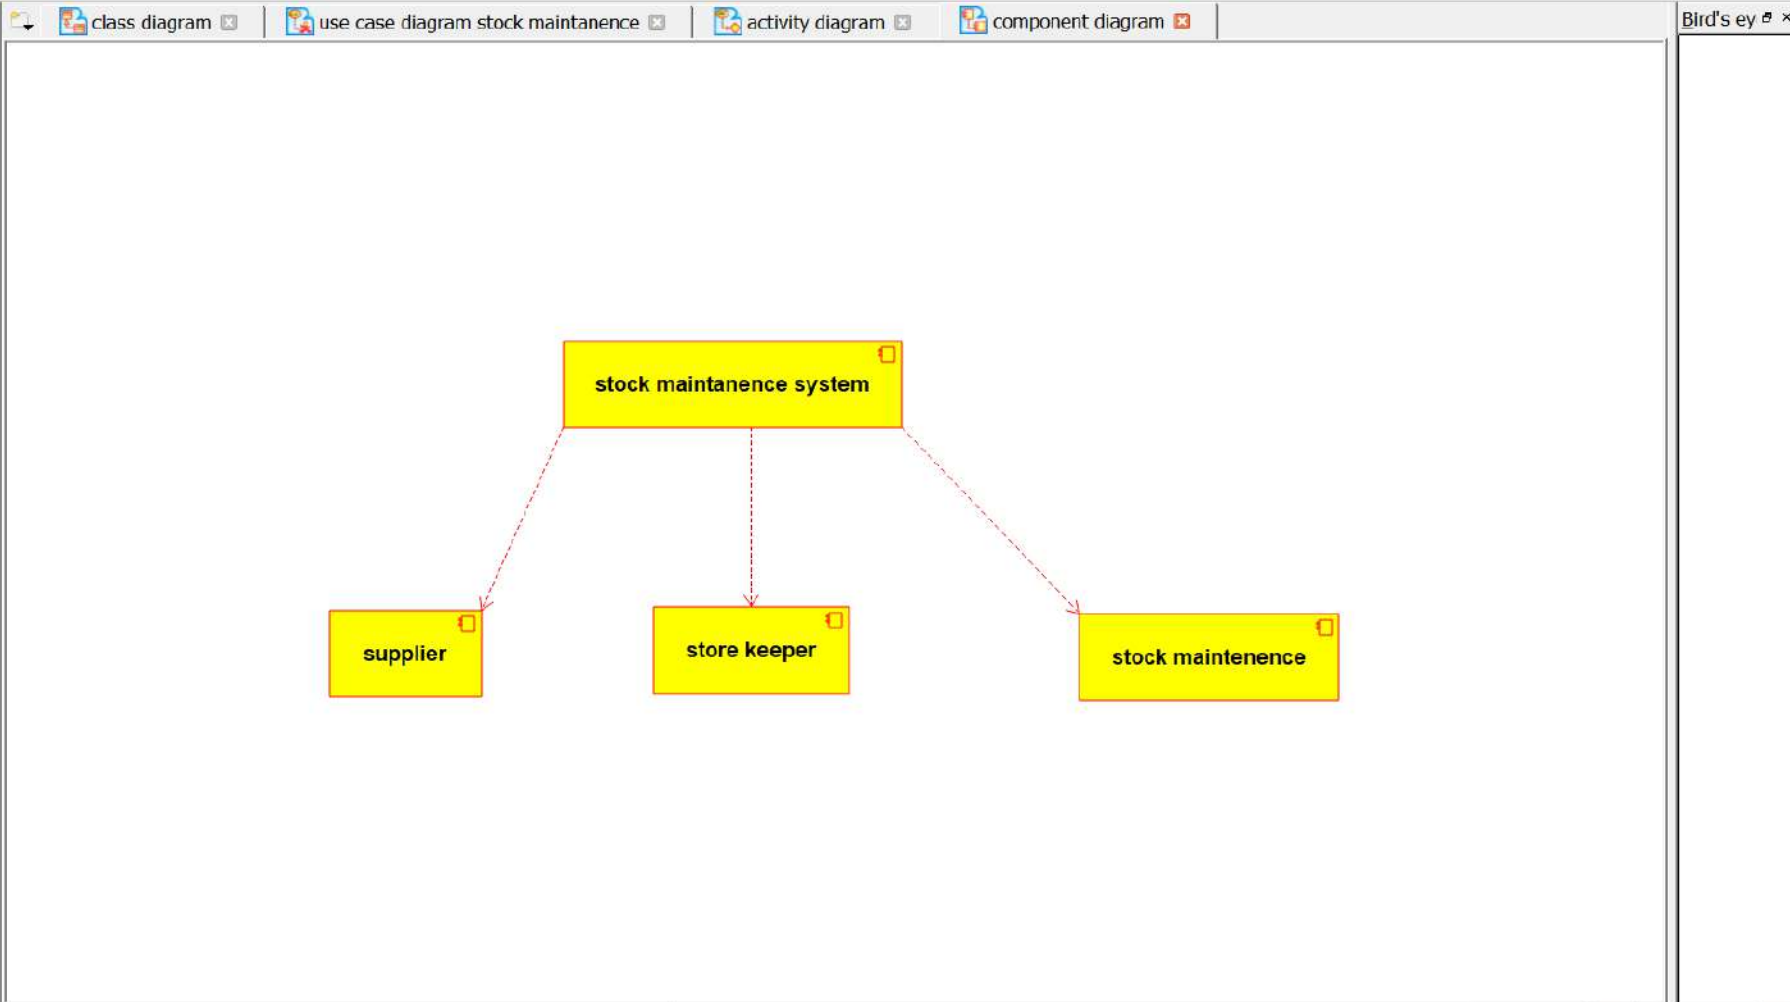 class diagram
use case diagram stock maintanence
activity diagram
component diagram
Bird's ey
stock maintanence system
supplier
store keeper
stock maintenence